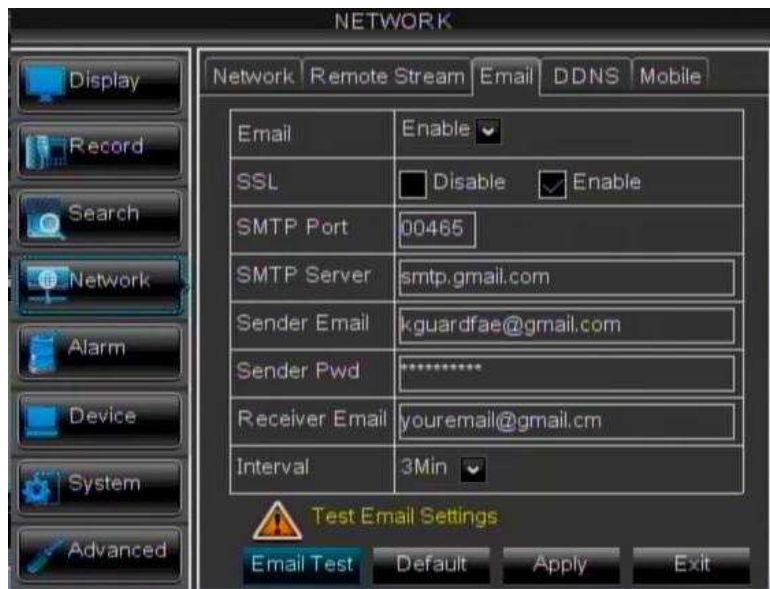 NETWORK
Display
Record
Search
Network
Alarm
Device
System
Advanced
Network Remote Stream Email DDNS Mobile
Email Enable
SSL Disable Enable
SMTP Port 00465
SMTP Server smtp.gmail.com
Sender Email kguardfae@gmail.com
Sender Pwd **********
Receiver Email youremail@gmail.cm
Interval 3Min
Test Email Settings
Email Test Default Apply Exit